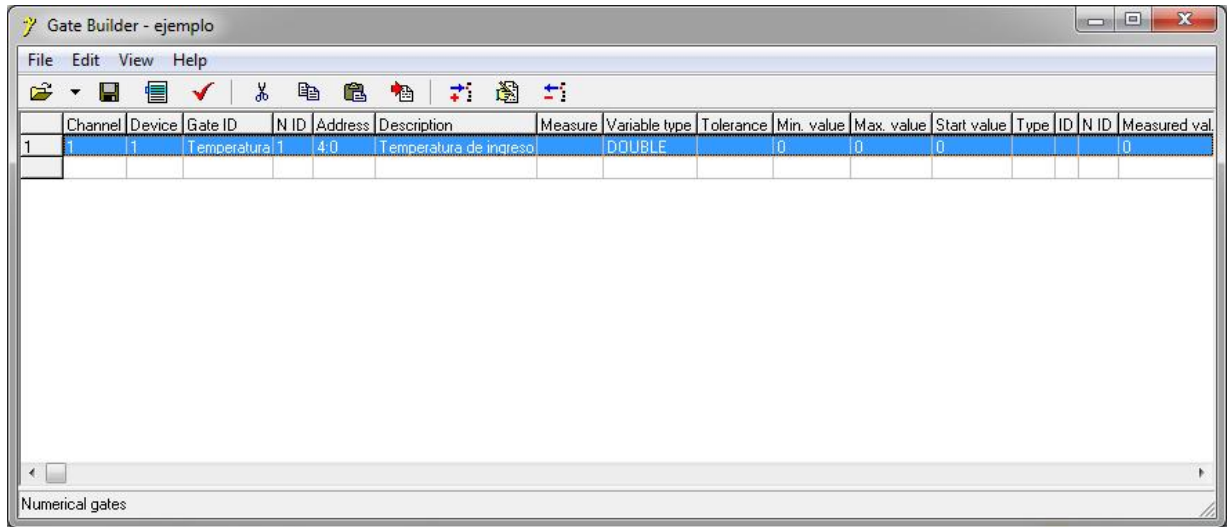 Gate Builder - ejemplo
File Edit View Help
Channel Device Gate ID N ID Address Description Measure Variable type Tolerance Min. value Max. value Start value Type ID N ID Measured val.
1 1 1 Temperatura 1 4:0 Temperatura de ingreso DOUBLE 0 0 0 0
Numerical gates